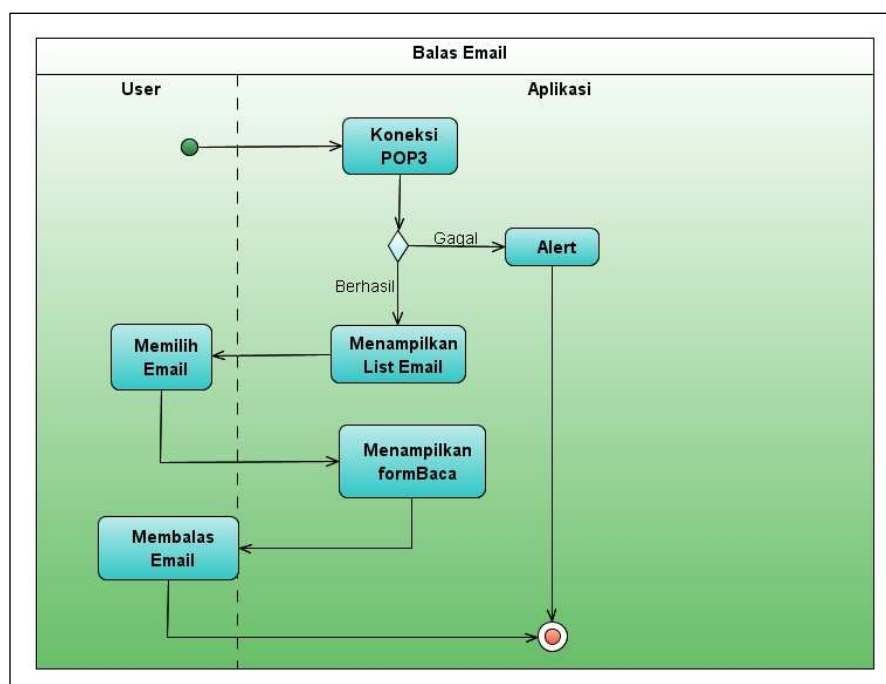 Balas Email
User
Aplikasi
Koneksi
POP3
Gagal
Alert
Berhasil
Memilih
Email
Menampilkan
List Email
Menampilkan
formBaca
Membalas
Email